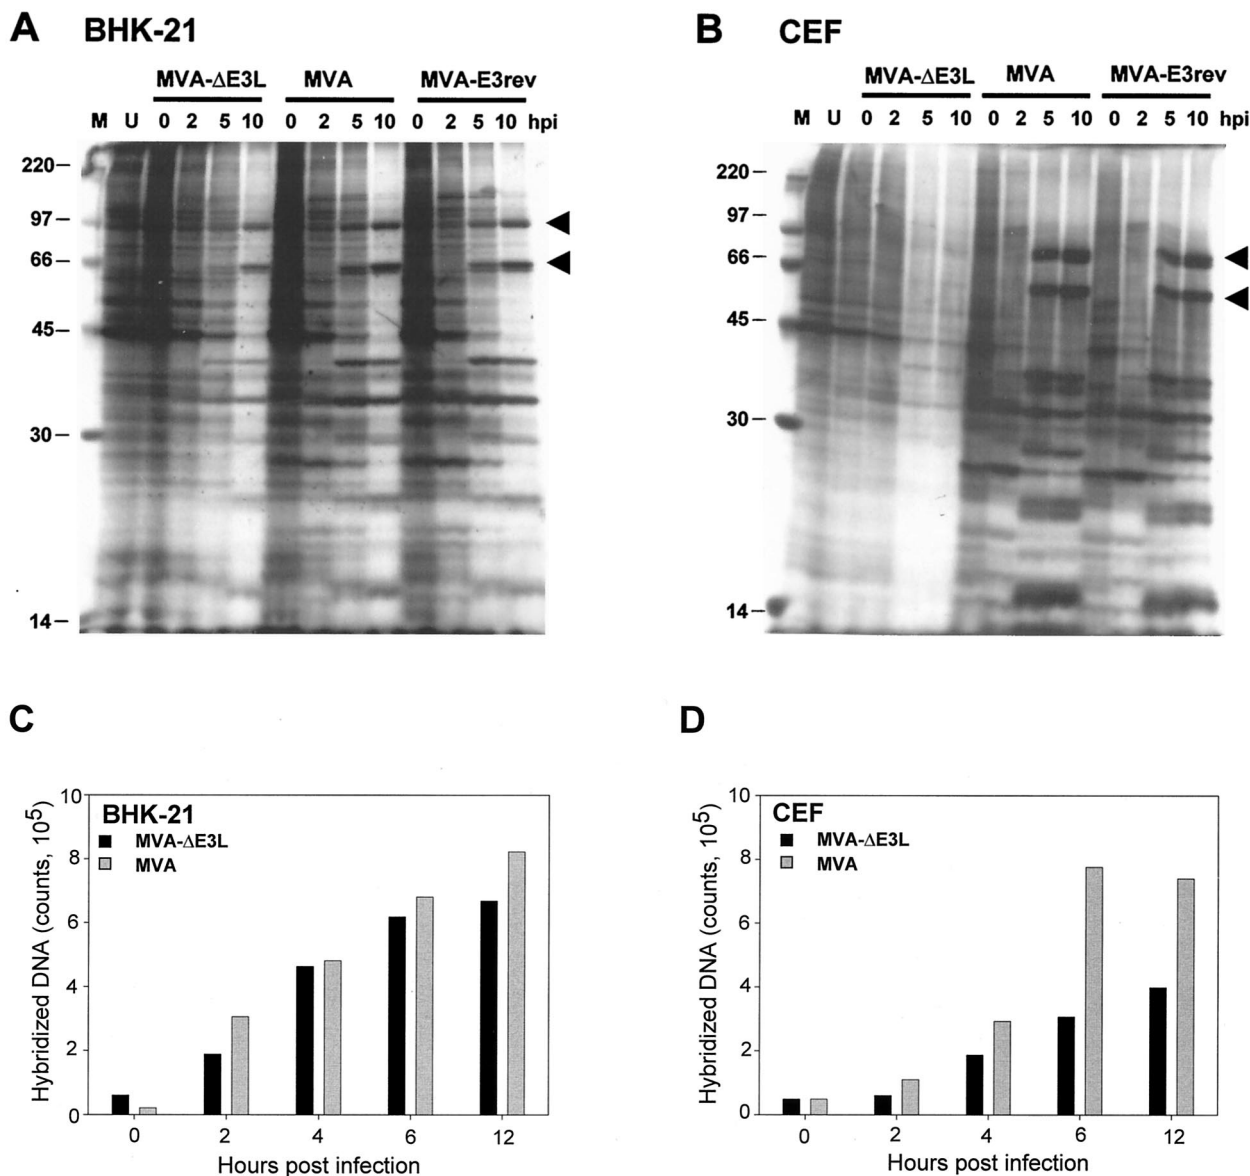 A BHK-21
MVA-ΔE3L MVA MVA-E3rev
M U 0 2 5 10 0 2 5 10 0 2 5 10 hpi
220
97
66
45
30
14
B CEF
MVA-ΔE3L MVA MVA-E3rev
M U 0 2 5 10 0 2 5 10 0 2 5 10 hpi
220
97
66
45
30
14
C
BHK-21
MVA-ΔE3L
MVA
Hybridized DNA (counts, 10⁵)
10
8
6
4
2
0
0 2 4 6 12
Hours post infection
D
CEF
MVA-ΔE3L
MVA
Hybridized DNA (counts, 10⁵)
10
8
6
4
2
0
0 2 4 6 12
Hours post infection